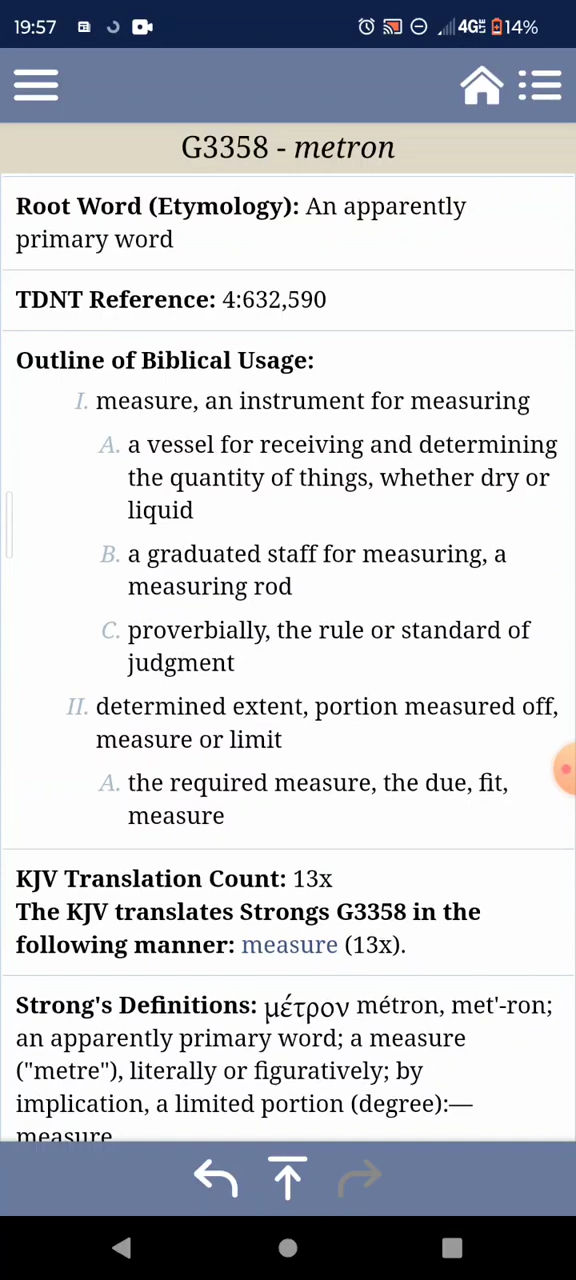 19:57
4G 14%
G3358 - metron
Root Word (Etymology): An apparently
primary word
TDNT Reference: 4:632,590
Outline of Biblical Usage:
I. measure, an instrument for measuring
A. a vessel for receiving and determining
the quantity of things, whether dry or
liquid
B. a graduated staff for measuring, a
measuring rod
C. proverbially, the rule or standard of
judgment
II. determined extent, portion measured off,
measure or limit
A. the required measure, the due, fit,
measure
KJV Translation Count: 13x
The KJV translates Strongs G3358 in the
following manner: measure (13x).
Strong's Definitions: μέτρον métron, met'-ron;
an apparently primary word; a measure
("metre"), literally or figuratively; by
implication, a limited portion (degree):—
measure